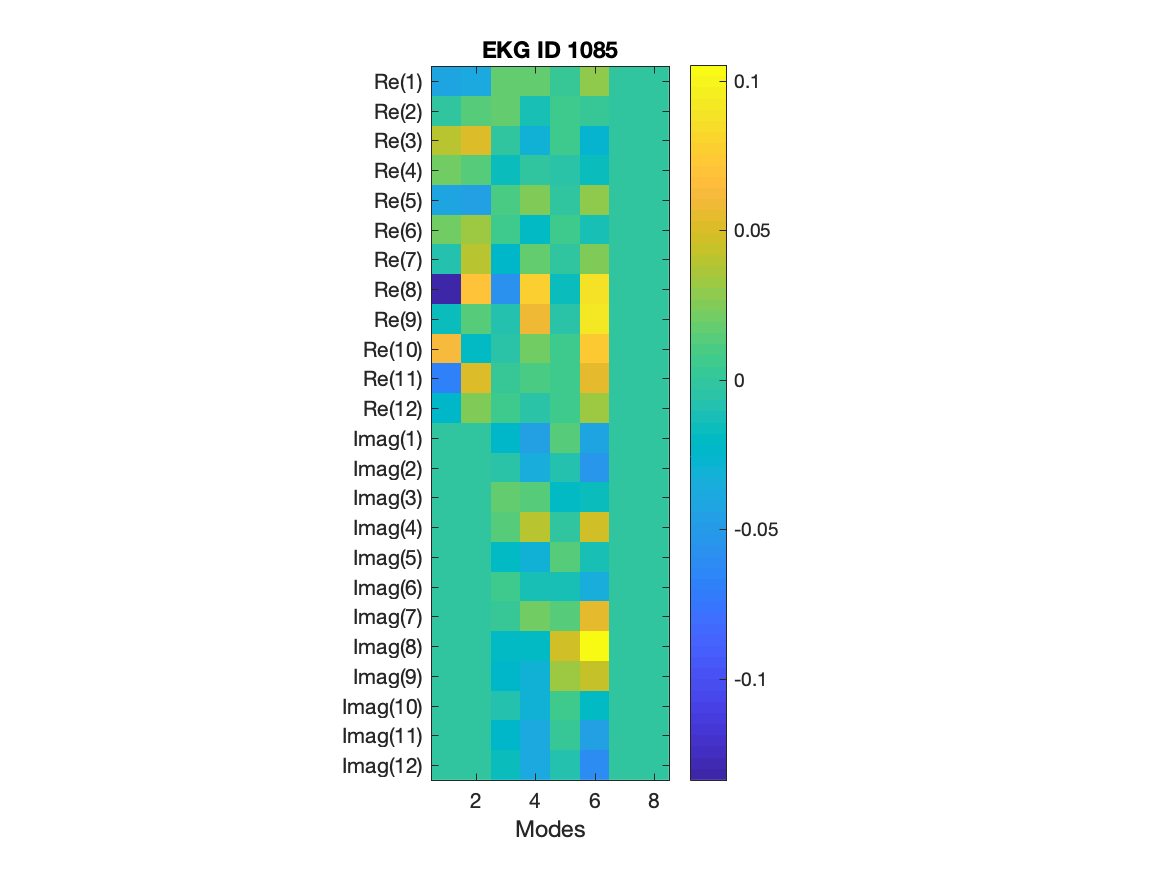 EKG ID 1085
Re(1)
Re(2)
Re(3)
Re(4)
Re(5)
Re(6)
Re(7)
Re(8)
Re(9)
Re(10)
Re(11)
Re(12)
Imag(1)
Imag(2)
Imag(3)
Imag(4)
Imag(5)
Imag(6)
Imag(7)
Imag(8)
Imag(9)
Imag(10)
Imag(11)
Imag(12)
2 4 6 8
Modes
0.1
0.05
0
-0.05
-0.1